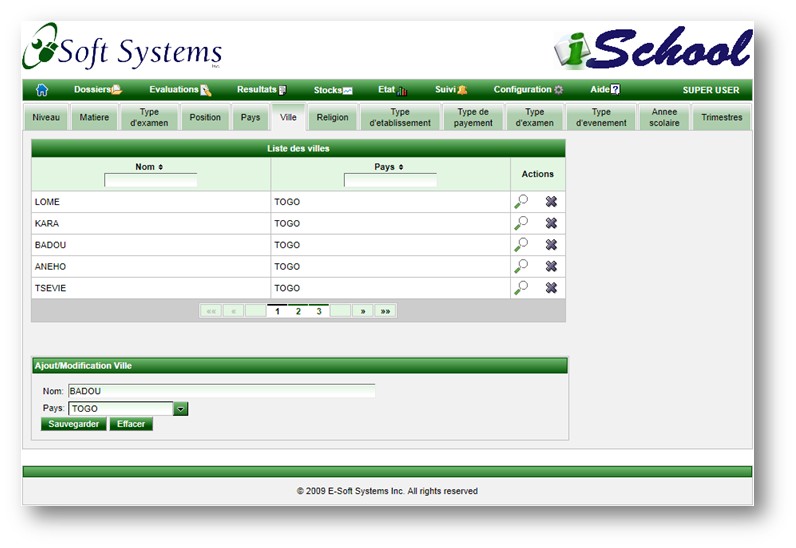 eSoft Systems Inc.
iSchool
Dossiers Evaluations Resultats Stocks Etat Suivi Configuration Aide ? SUPER USER
Niveau Matiere Type d'examen Position Pays Ville Religion Type d'etablissement Type de payement Type d'examen Type d'evenement Annee scolaire Trimestres
Liste des villes
Nom Pays Actions
LOME TOGO
KARA TOGO
BADOU TOGO
ANEHO TOGO
TSEVIE TOGO
«« « 1 2 3 » »»
Ajout/Modification Ville
Nom: BADOU
Pays: TOGO
Sauvegarder Effacer
© 2009 E-Soft Systems Inc. All rights reserved